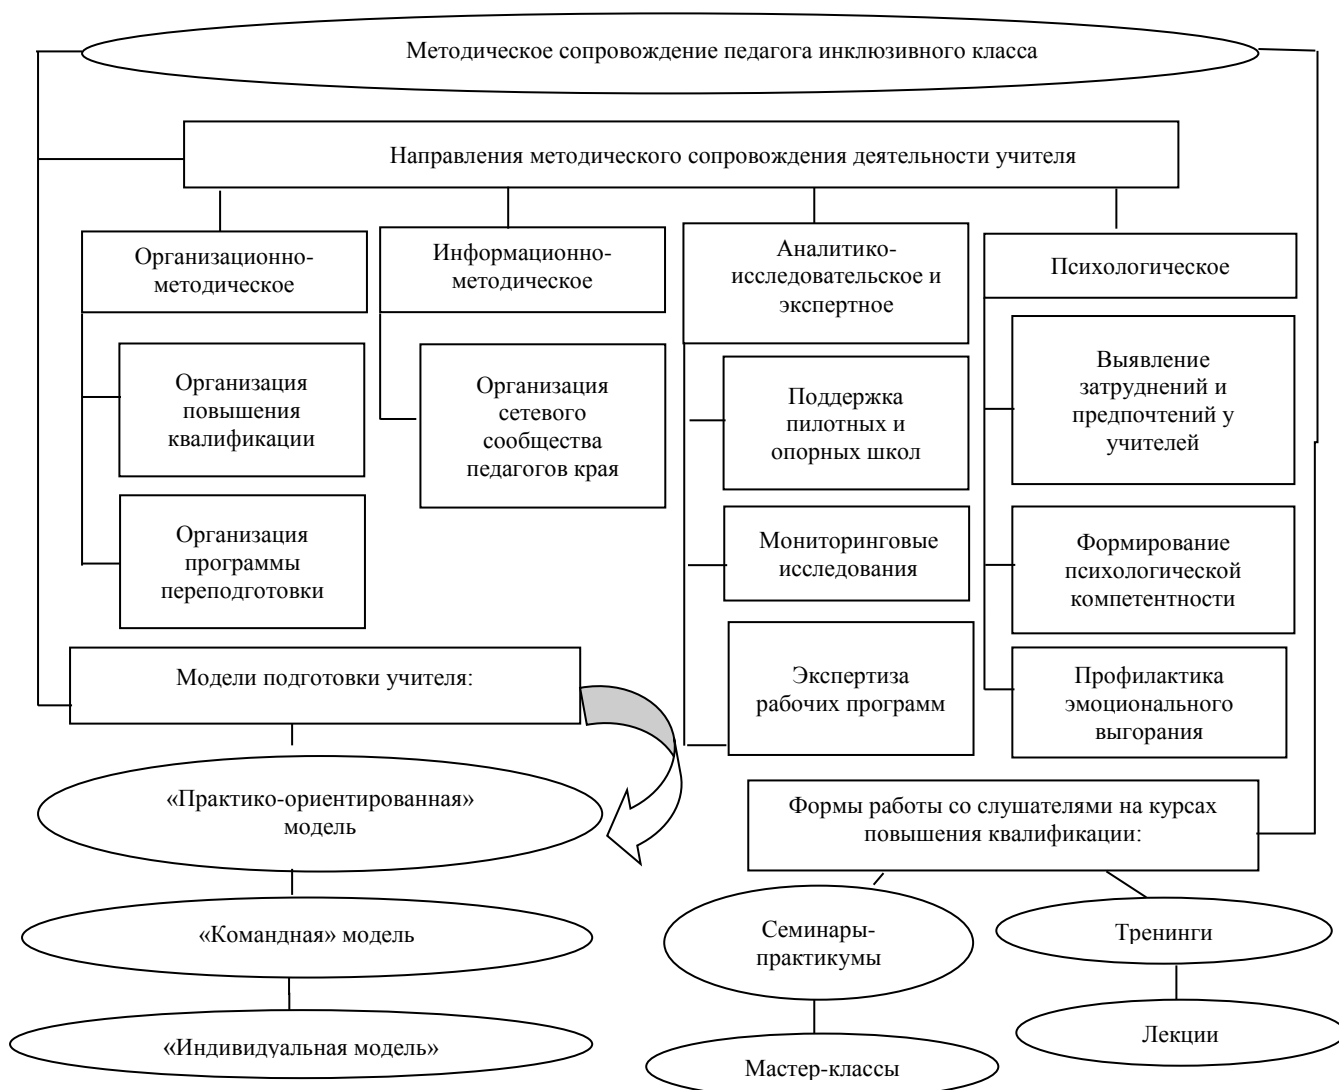 Методическое сопровождение педагога инклюзивного класса
Направления методического сопровождения деятельности учителя
Организационно-
методическое
Информационно-
методическое
Аналитико-
исследовательское и
экспертное
Психологическое
Организация
повышения
квалификации
Организация
программы
переподготовки
Организация
сетевого
сообщества
педагогов края
Поддержка
пилотных и
опорных школ
Мониторинговые
исследования
Экспертиза
рабочих программ
Выявление
затруднений и
предпочтений у
учителей
Формирование
психологической
компетентности
Профилактика
эмоционального
выгорания
Модели подготовки учителя:
«Практико-ориентированная»
модель
«Командная» модель
«Индивидуальная модель»
Формы работы со слушателями на курсах
повышения квалификации:
Семинары-
практикумы
Мастер-классы
Тренинги
Лекции